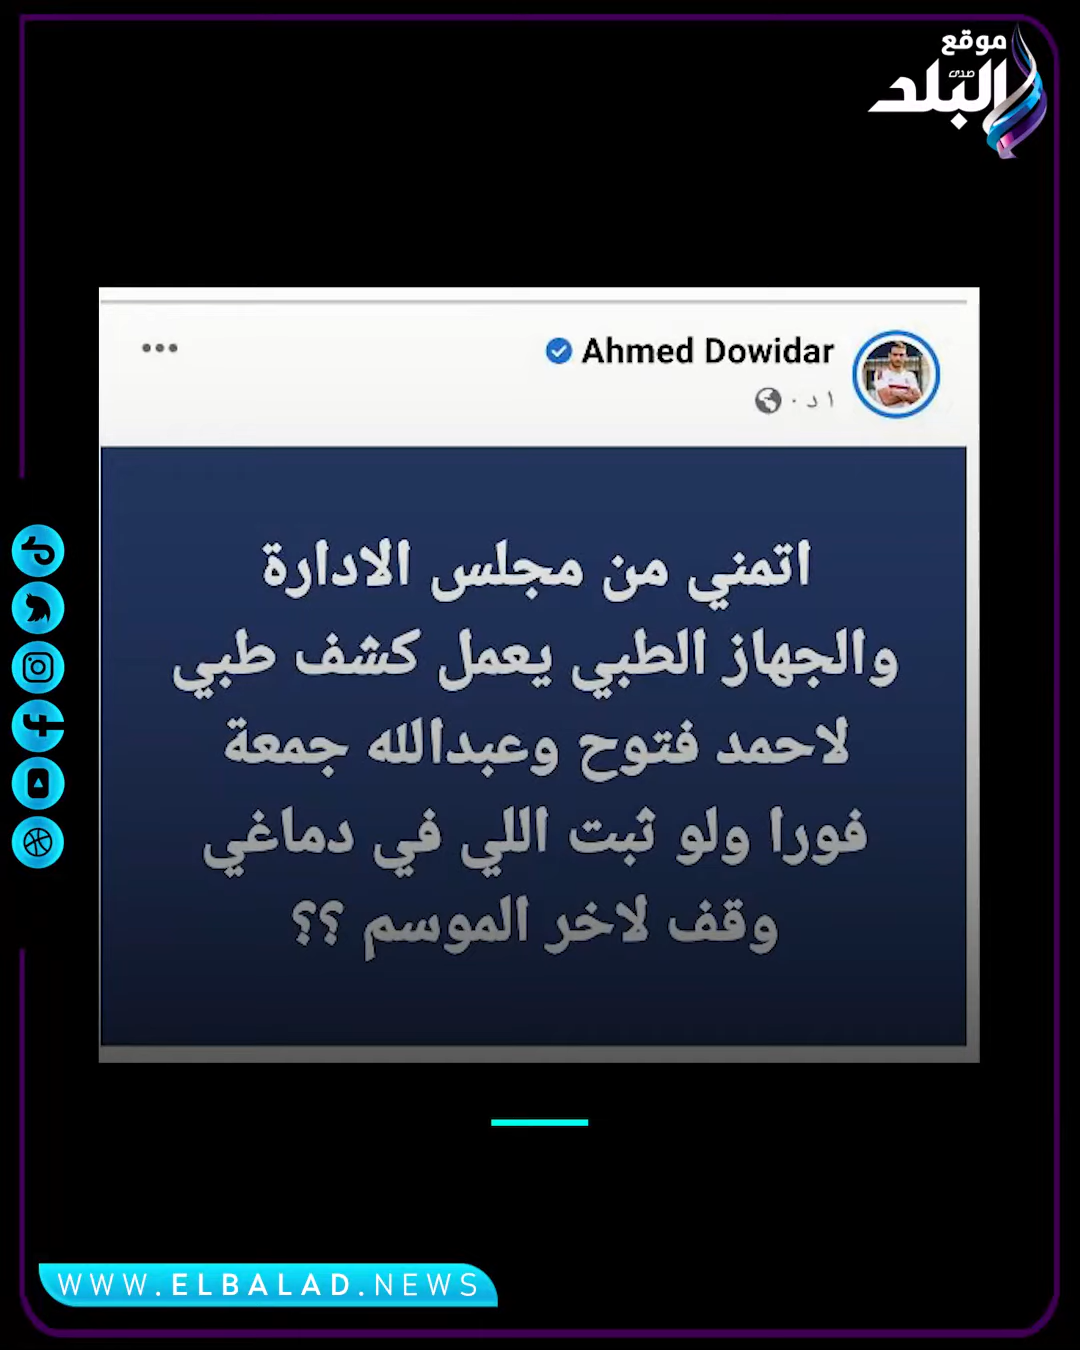 موقع
صدى
البلد
Ahmed Dowidar
١ د ·
اتمني من مجلس الادارة
والجهاز الطبي يعمل كشف طبي
لاحمد فتوح وعبدالله جمعة
فورا ولو ثبت اللي في دماغي
وقف لاخر الموسم ؟؟
WWW.ELBALAD.NEWS